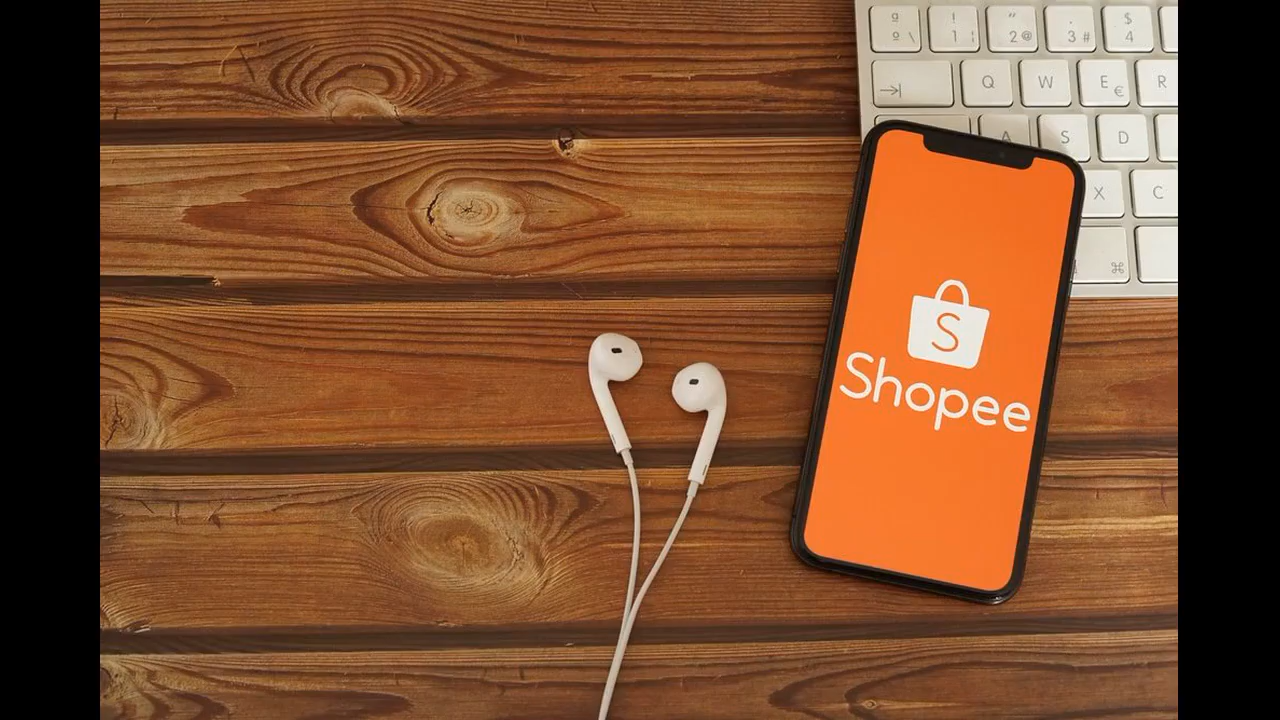 ª ! " . $
º \ 1 ¦ 2 @ 3 # 4
Q W E € R
A S D
X C
⌘
S
Shopee